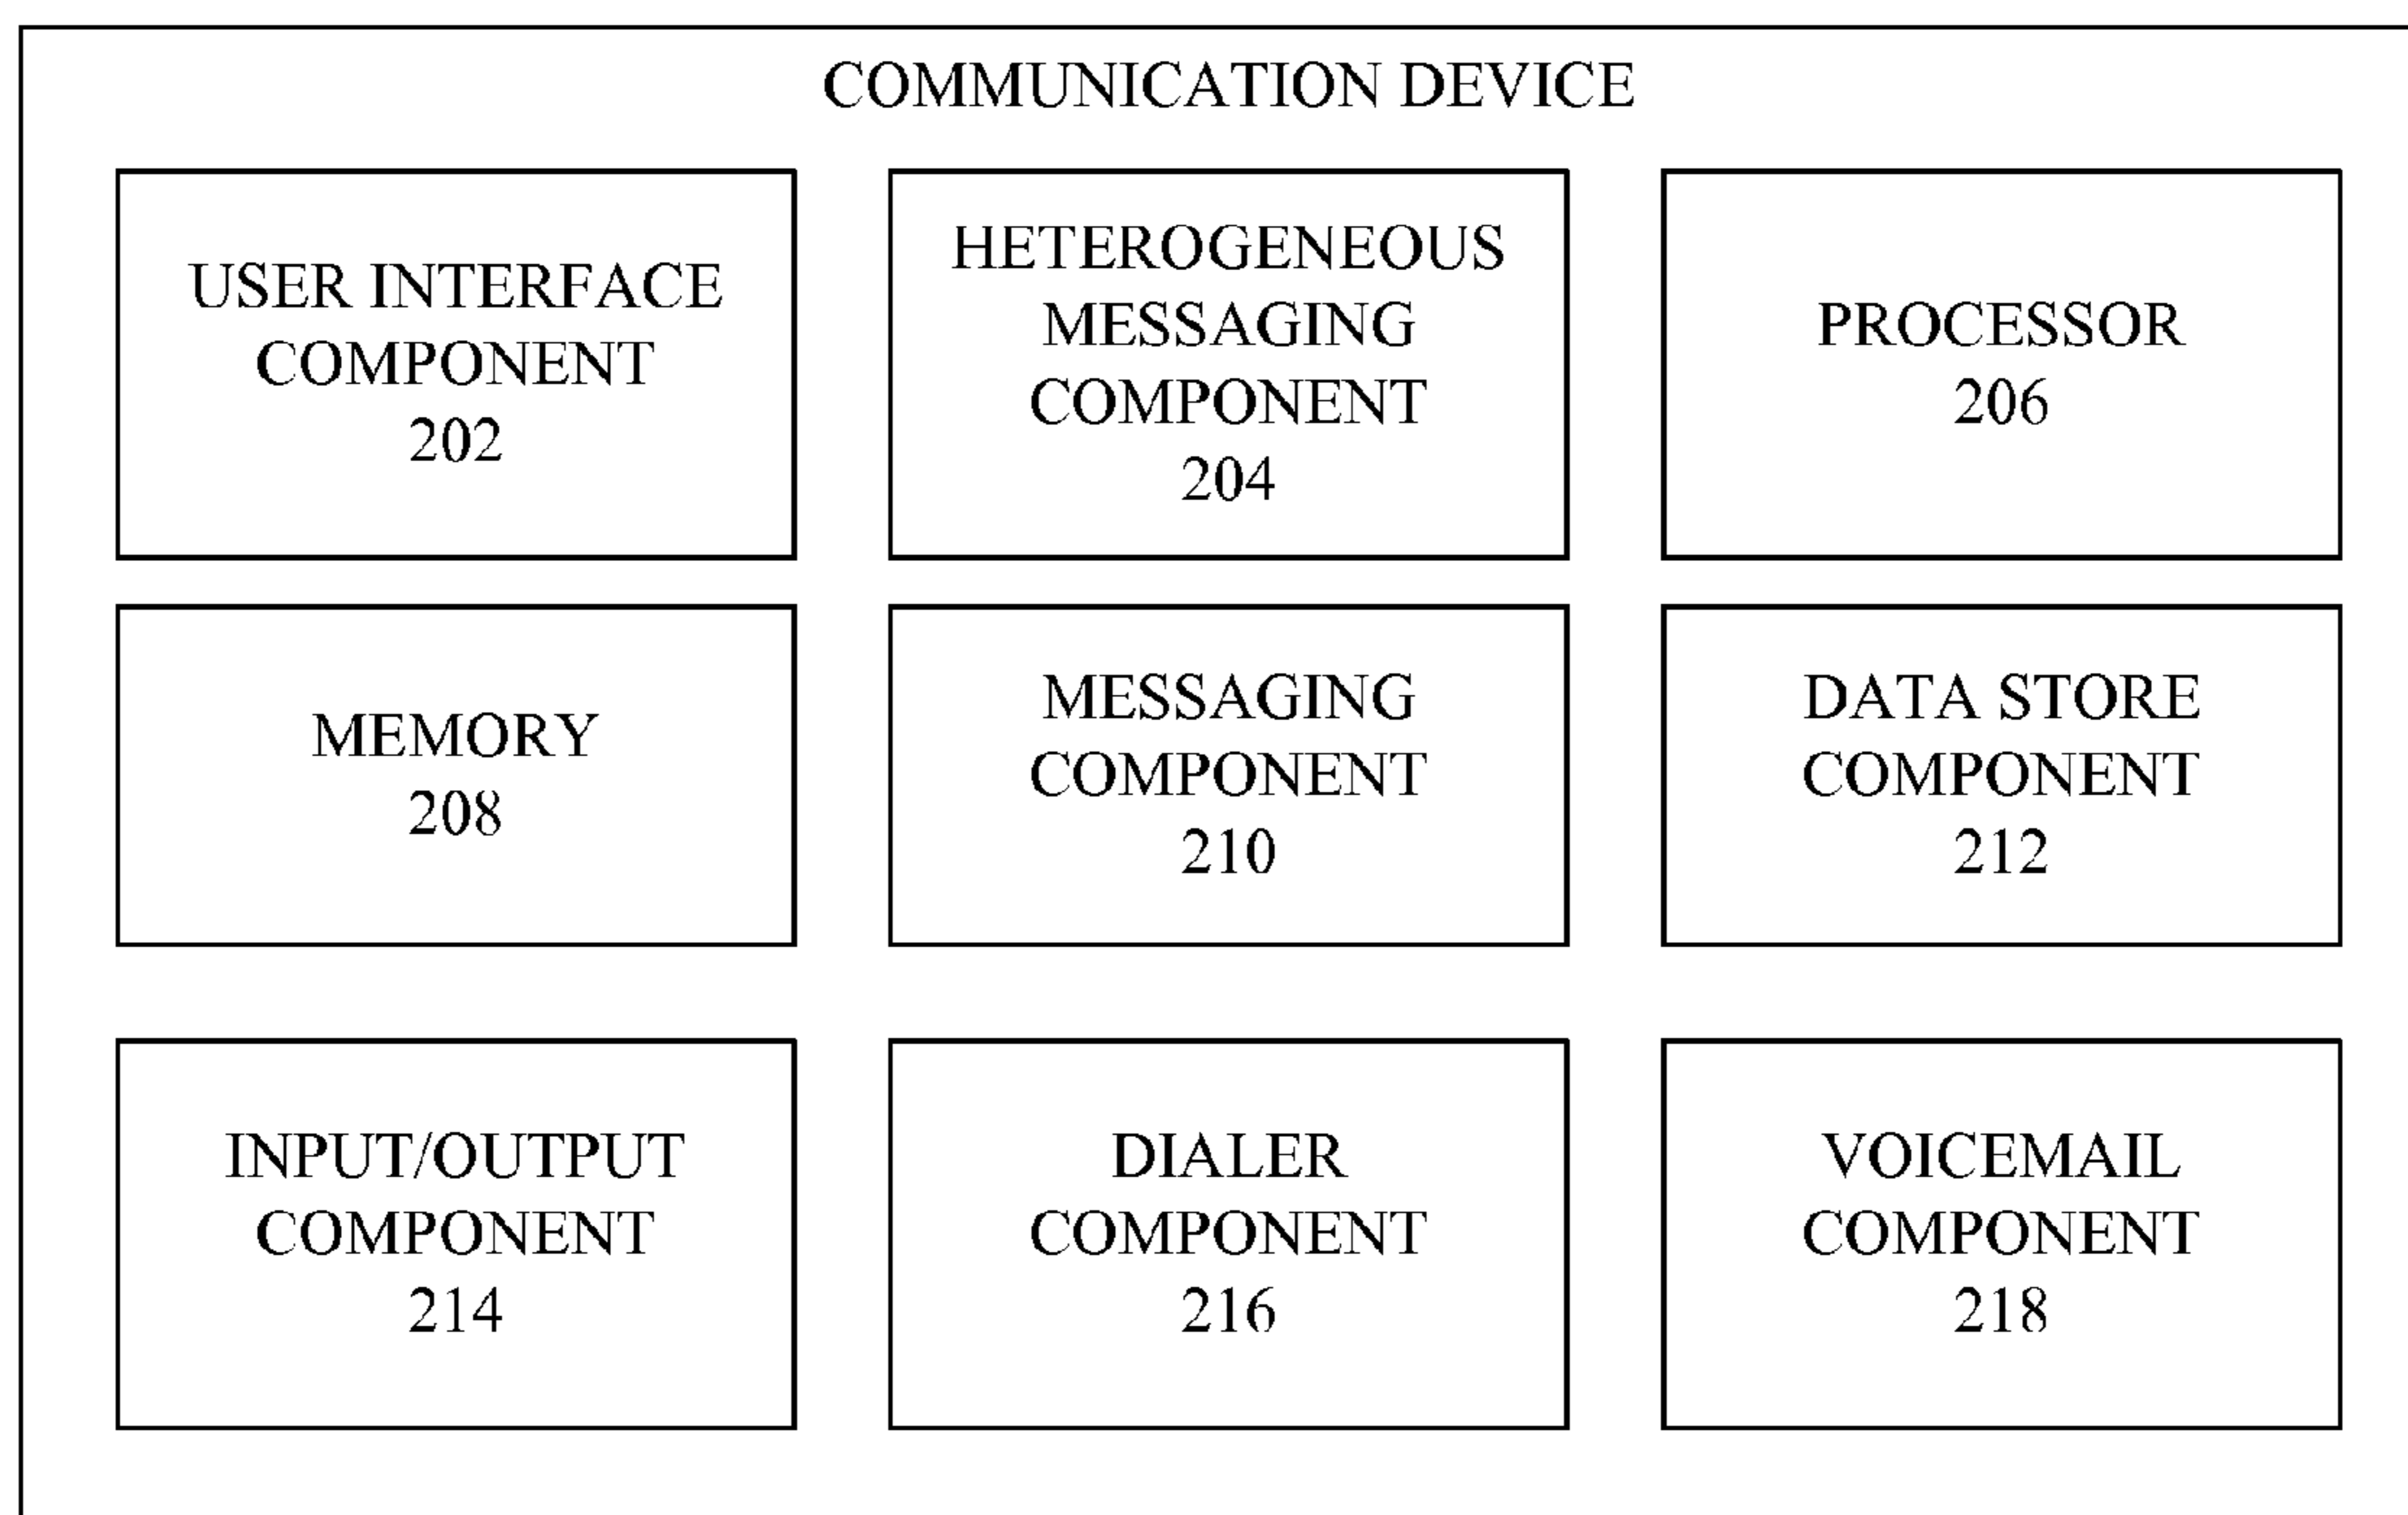 COMMUNICATION DEVICE
USER INTERFACE
COMPONENT
202
HETEROGENEOUS
MESSAGING
COMPONENT
204
PROCESSOR
206
MEMORY
208
MESSAGING
COMPONENT
210
DATA STORE
COMPONENT
212
INPUT/OUTPUT
COMPONENT
214
DIALER
COMPONENT
216
VOICEMAIL
COMPONENT
218